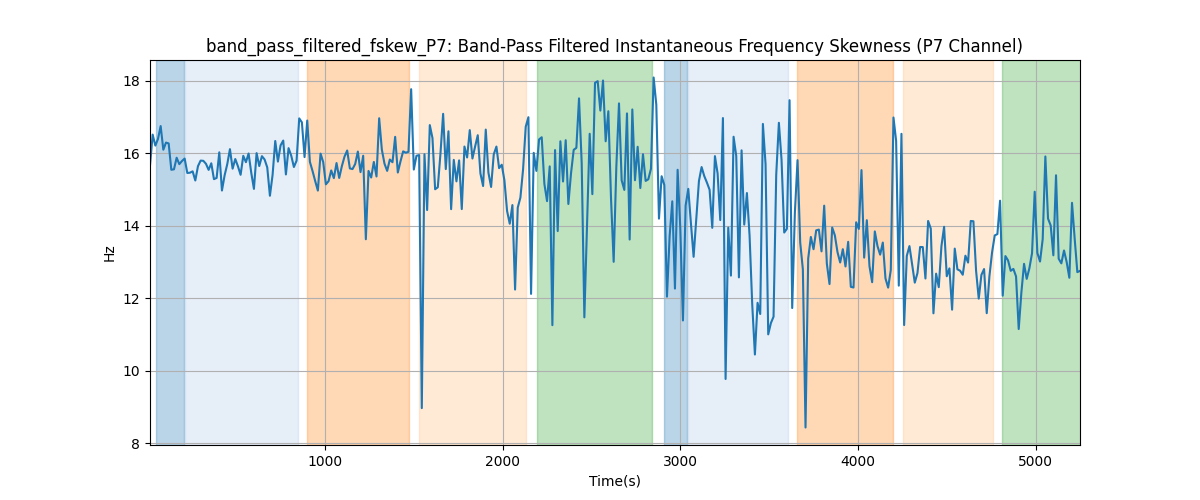 band_pass_filtered_fskew_P7: Band-Pass Filtered Instantaneous Frequency Skewness (P7 Channel)
18
16
14
12
10
8
Hz
1000 2000 3000 4000 5000
Time(s)